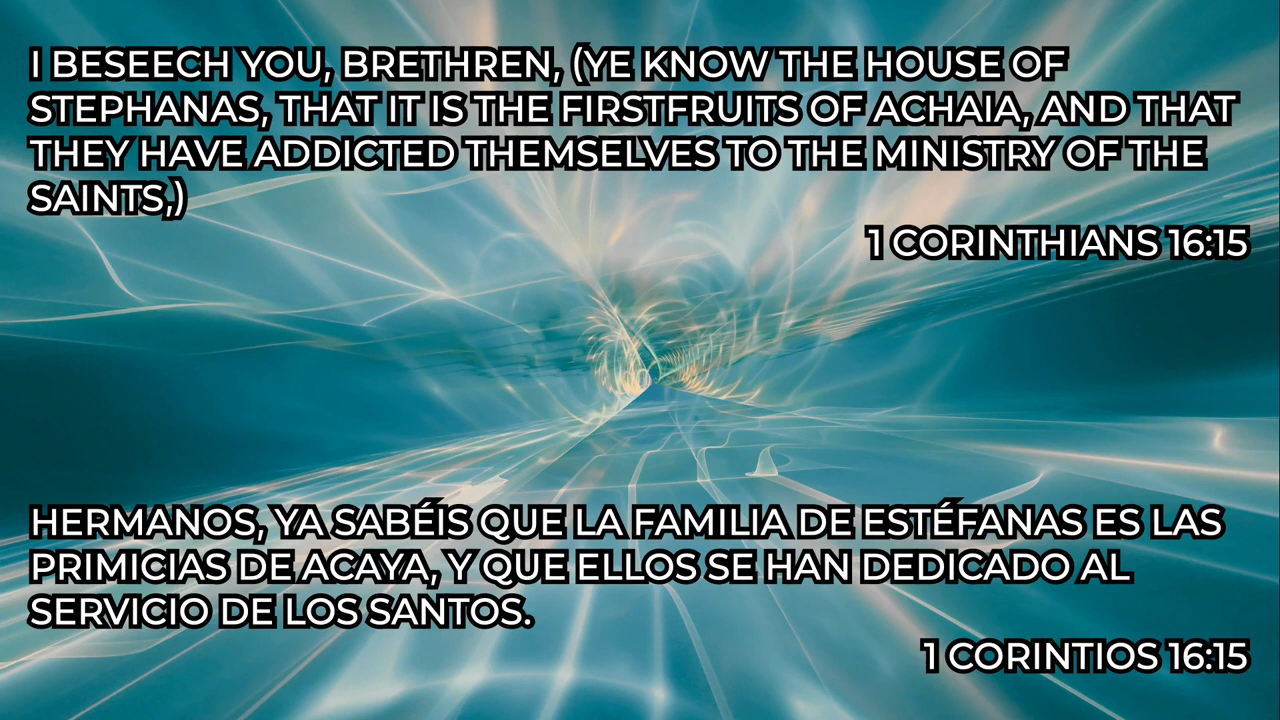 I BESEECH YOU, BRETHREN, (YE KNOW THE HOUSE OF
STEPHANAS, THAT IT IS THE FIRSTFRUITS OF ACHAIA, AND THAT
THEY HAVE ADDICTED THEMSELVES TO THE MINISTRY OF THE
SAINTS,)
1 CORINTHIANS 16:15
HERMANOS, YA SABÉIS QUE LA FAMILIA DE ESTÉFANAS ES LAS
PRIMICIAS DE ACAYA, Y QUE ELLOS SE HAN DEDICADO AL
SERVICIO DE LOS SANTOS.
1 CORINTIOS 16:15